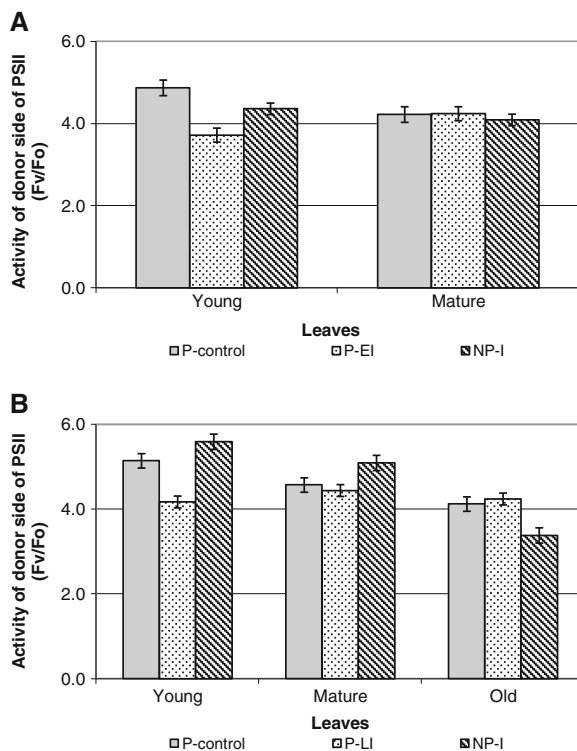 A
Activity of donor side of PSII
(Fv/Fo)
6.0
4.0
2.0
0.0
Young Mature
Leaves
P-control P-EI NP-I
B
Activity of donor side of PSII
(Fv/Fo)
6.0
4.0
2.0
0.0
Young Mature Old
Leaves
P-control P-LI NP-I